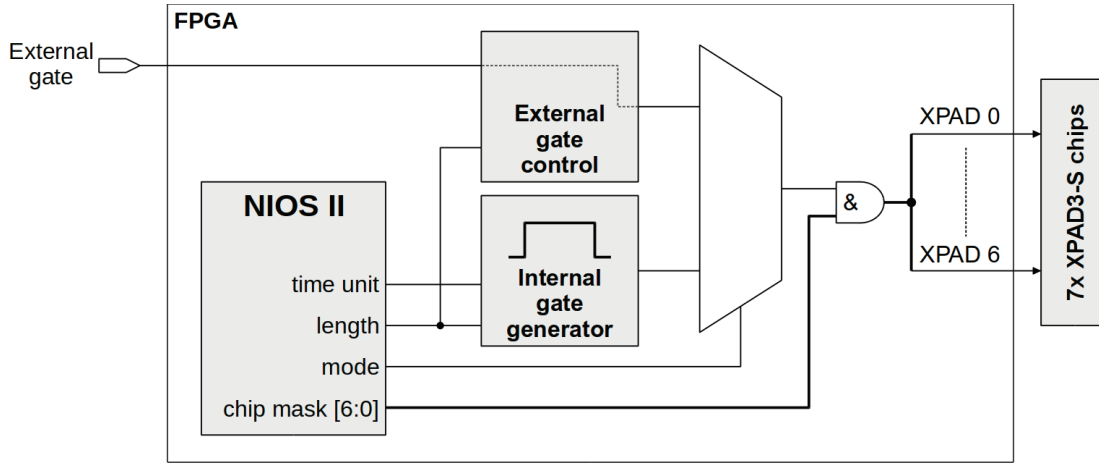 FPGA
External
gate
External
gate
control
NIOS II
time unit
length
mode
chip mask [6:0]
Internal
gate
generator
&
XPAD 0
XPAD 6
7x XPAD3-S chips